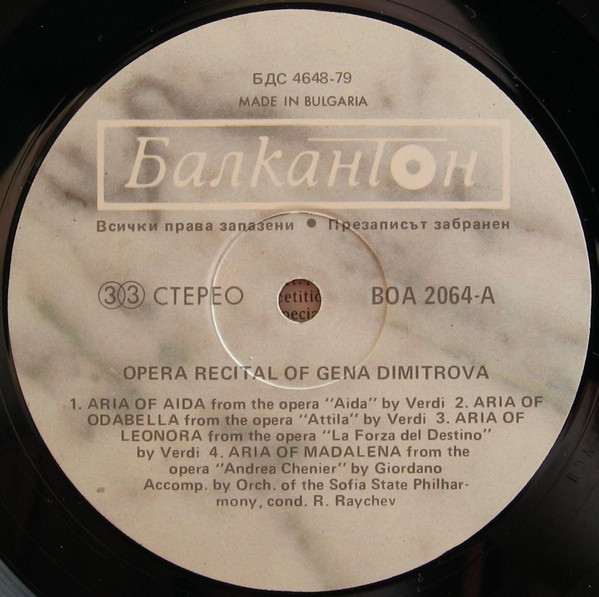 БДС 4648-79
MADE IN BULGARIA
Балкантон
Всички права запазени • Презаписът забранен
33 СТЕРЕО
ВОА 2064-А
OPERA RECITAL OF GENA DIMITROVA
1. ARIA OF AIDA from the opera "Aida" by Verdi 2. ARIA OF
ODABELLA from the opera "Attila" by Verdi 3. ARIA OF
LEONORA from the opera "La Forza del Destino"
by Verdi 4. ARIA OF MADALENA from the
opera "Andrea Chenier" by Giordano
Accomp. by Orch. of the Sofia State Philhar-
mony, cond. R. Raychev